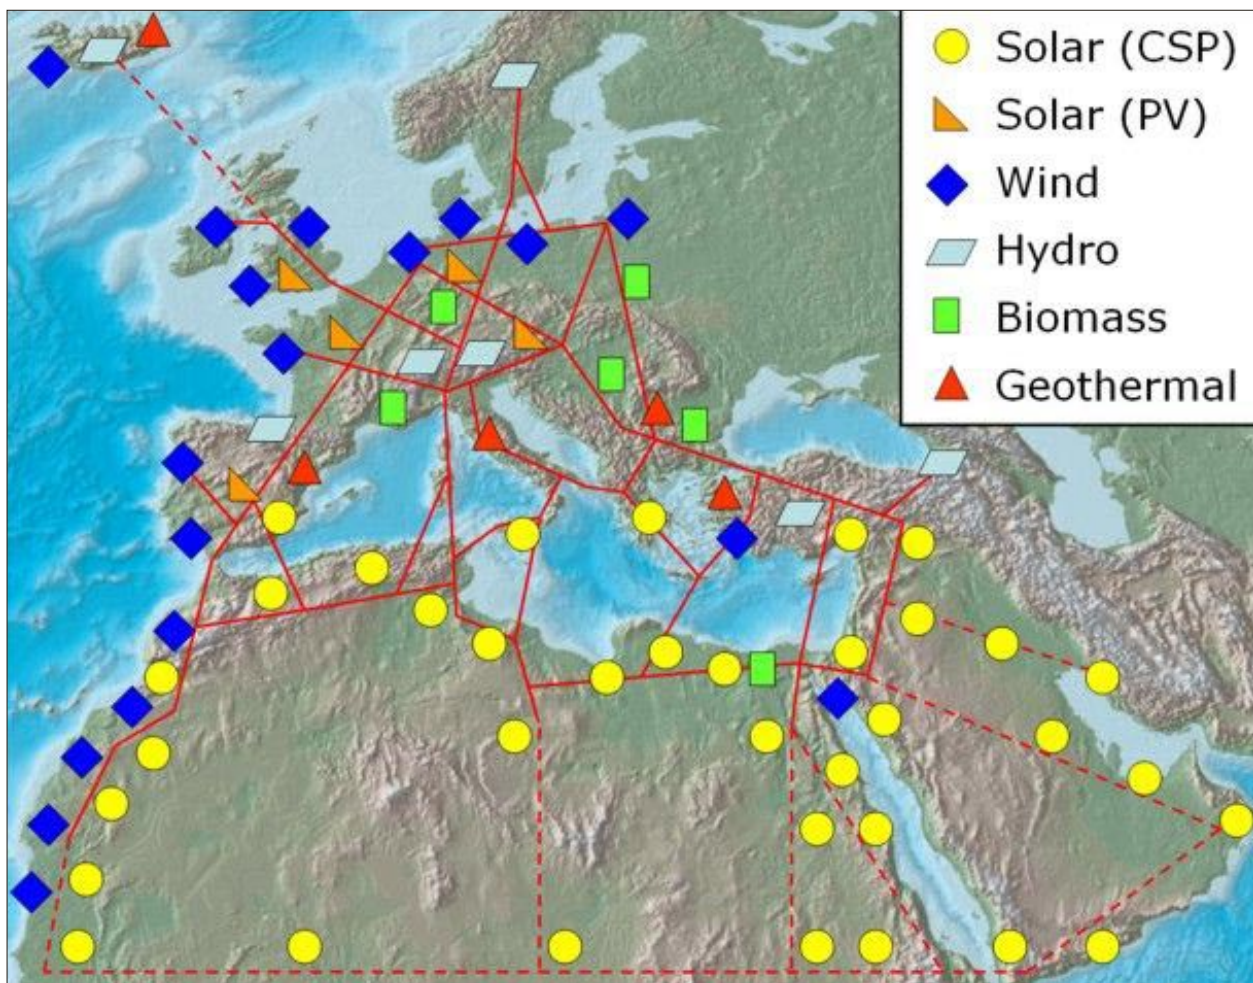 Solar (CSP)
Solar (PV)
Wind
Hydro
Biomass
Geothermal